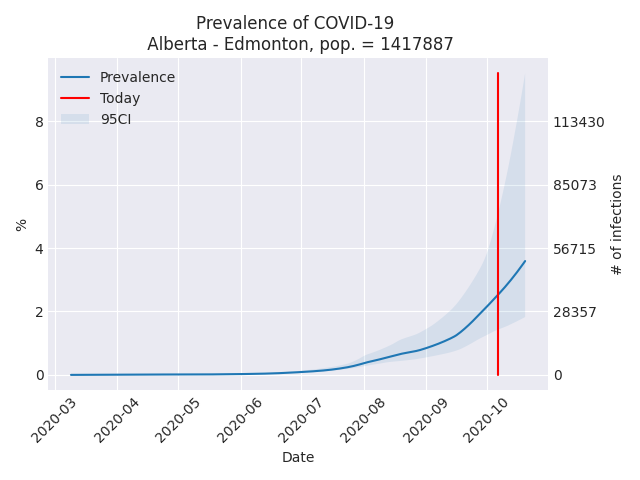 Prevalence of COVID-19
Alberta - Edmonton, pop. = 1417887
Prevalence
Today
95CI
8
6
4
2
0
%
113430
85073
56715
28357
0
# of infections
2020-03
2020-04
2020-05
2020-06
2020-07
2020-08
2020-09
2020-10
Date